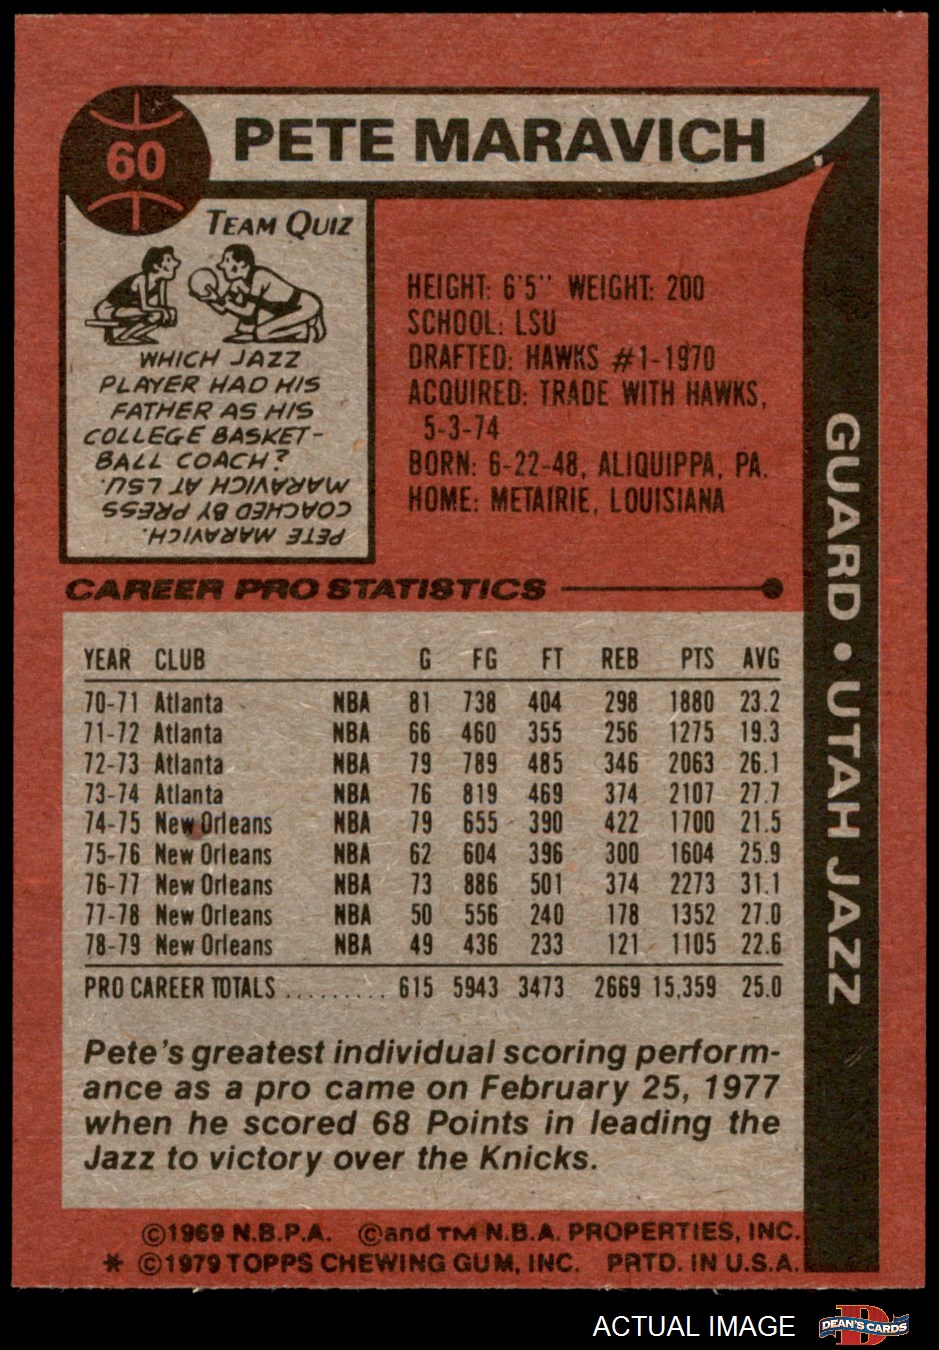 60
PETE MARAVICH
TEAM QUIZ
WHICH JAZZ
PLAYER HAD HIS
FATHER AS HIS
COLLEGE BASKET-
BALL COACH?
PETE MARAVICH.
COACHED BY PRESS
MARAVICH AT LSU.
HEIGHT: 6'5" WEIGHT: 200
SCHOOL: LSU
DRAFTED: HAWKS #1-1970
ACQUIRED: TRADE WITH HAWKS,
5-3-74
BORN: 6-22-48, ALIQUIPPA, PA.
HOME: METAIRIE, LOUISIANA
GUARD • UTAH JAZZ
CAREER PRO STATISTICS
YEAR CLUB G FG FT REB PTS AVG
70-71 Atlanta NBA 81 738 404 298 1880 23.2
71-72 Atlanta NBA 66 460 355 256 1275 19.3
72-73 Atlanta NBA 79 789 485 346 2063 26.1
73-74 Atlanta NBA 76 819 469 374 2107 27.7
74-75 New Orleans NBA 79 655 390 422 1700 21.5
75-76 New Orleans NBA 62 604 396 300 1604 25.9
76-77 New Orleans NBA 73 886 501 374 2273 31.1
77-78 New Orleans NBA 50 556 240 178 1352 27.0
78-79 New Orleans NBA 49 436 233 121 1105 22.6
PRO CAREER TOTALS ......... 615 5943 3473 2669 15,359 25.0
Pete's greatest individual scoring perform-
ance as a pro came on February 25, 1977
when he scored 68 Points in leading the
Jazz to victory over the Knicks.
©1969 N.B.P.A. ©and TM N.B.A. PROPERTIES, INC.
* ©1979 TOPPS CHEWING GUM, INC. PRTD. IN U.S.A.
ACTUAL IMAGE
DEAN'S CARDS